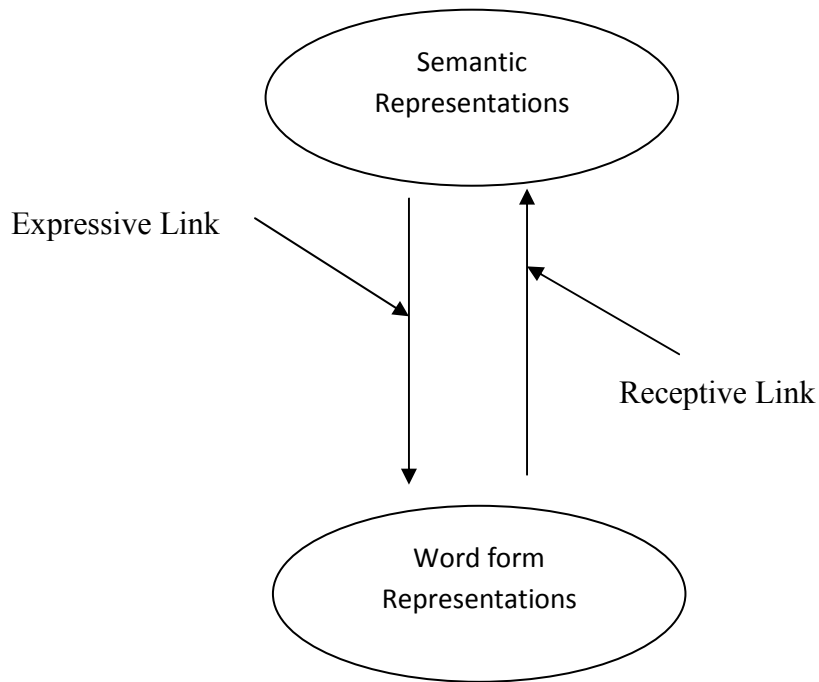 Semantic
Representations
Expressive Link
Receptive Link
Word form
Representations